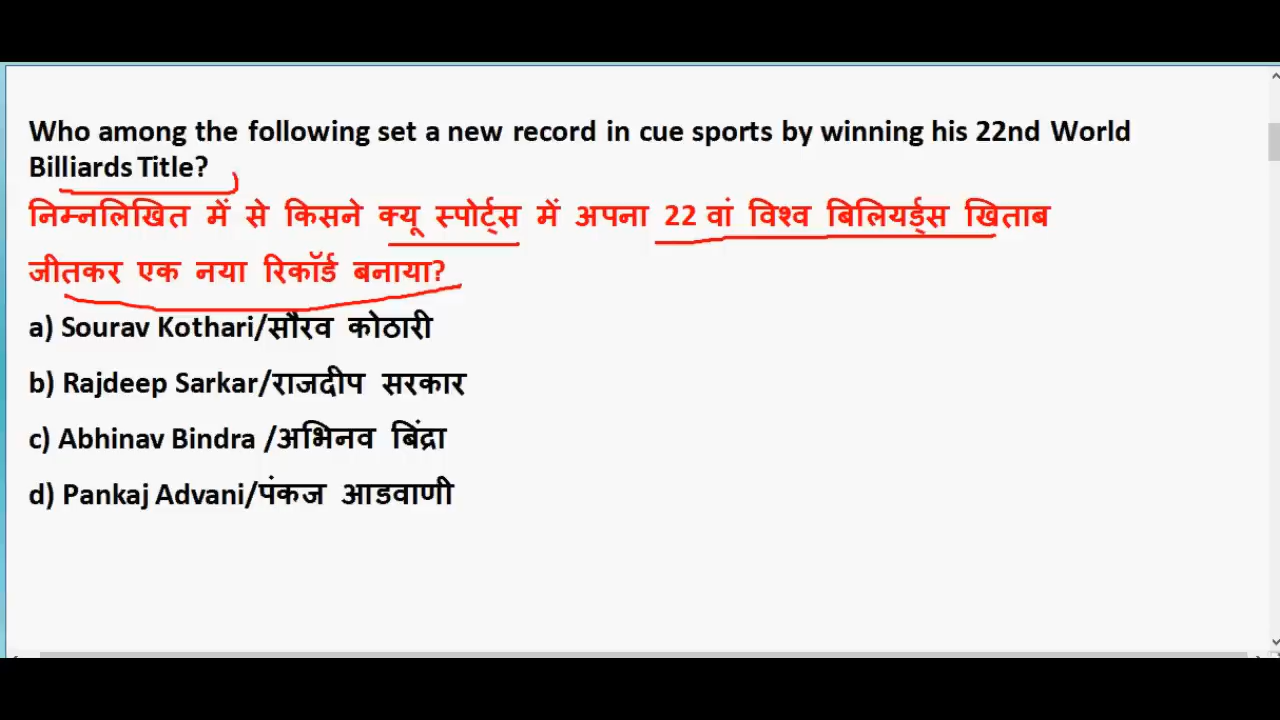 Who among the following set a new record in cue sports by winning his 22nd World
Billiards Title?
निम्नलिखित में से किसने क्यू स्पोर्ट्स में अपना 22 वां विश्व बिलियर्ड्स खिताब
जीतकर एक नया रिकॉर्ड बनाया?
a) Sourav Kothari/सौरव कोठारी
b) Rajdeep Sarkar/राजदीप सरकार
c) Abhinav Bindra /अभिनव बिंद्रा
d) Pankaj Advani/पंकज आडवाणी